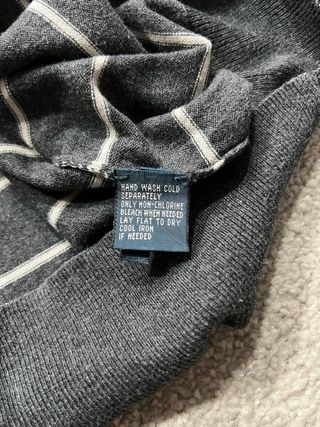 HAND WASH COLD
SEPARATELY
ONLY NON-CHLORINE
BLEACH WHEN NEEDED
LAY FLAT TO DRY
COOL IRON
IF NEEDED